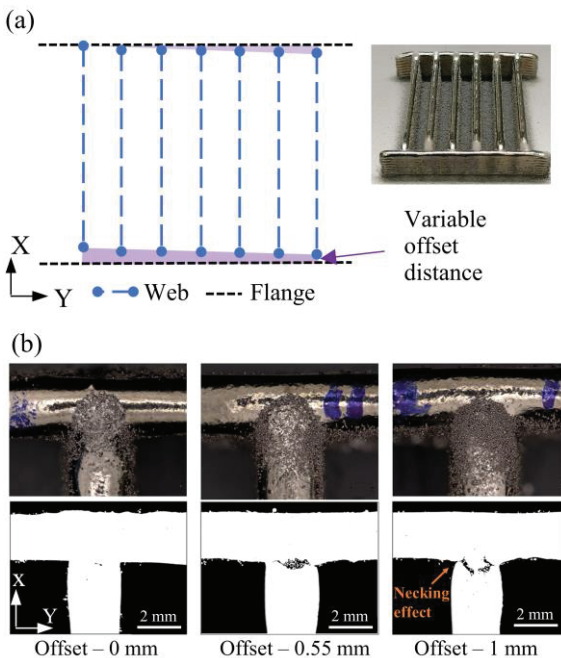 (a)
Variable
offset
distance
X
Y
Web
Flange
(b)
X
Y
Necking
effect
2 mm
2 mm
2 mm
Offset – 0 mm
Offset – 0.55 mm
Offset – 1 mm